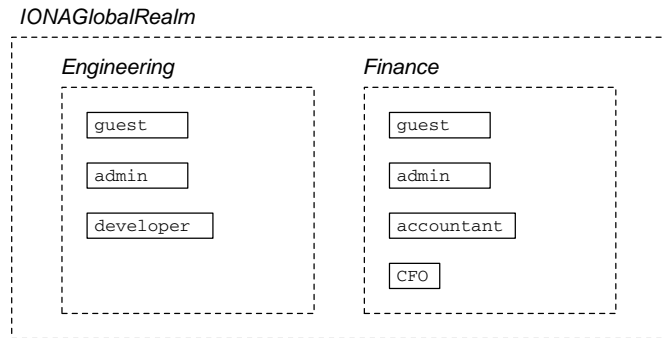 IONAGlobalRealm
Engineering
guest
admin
developer
Finance
guest
admin
accountant
CFO